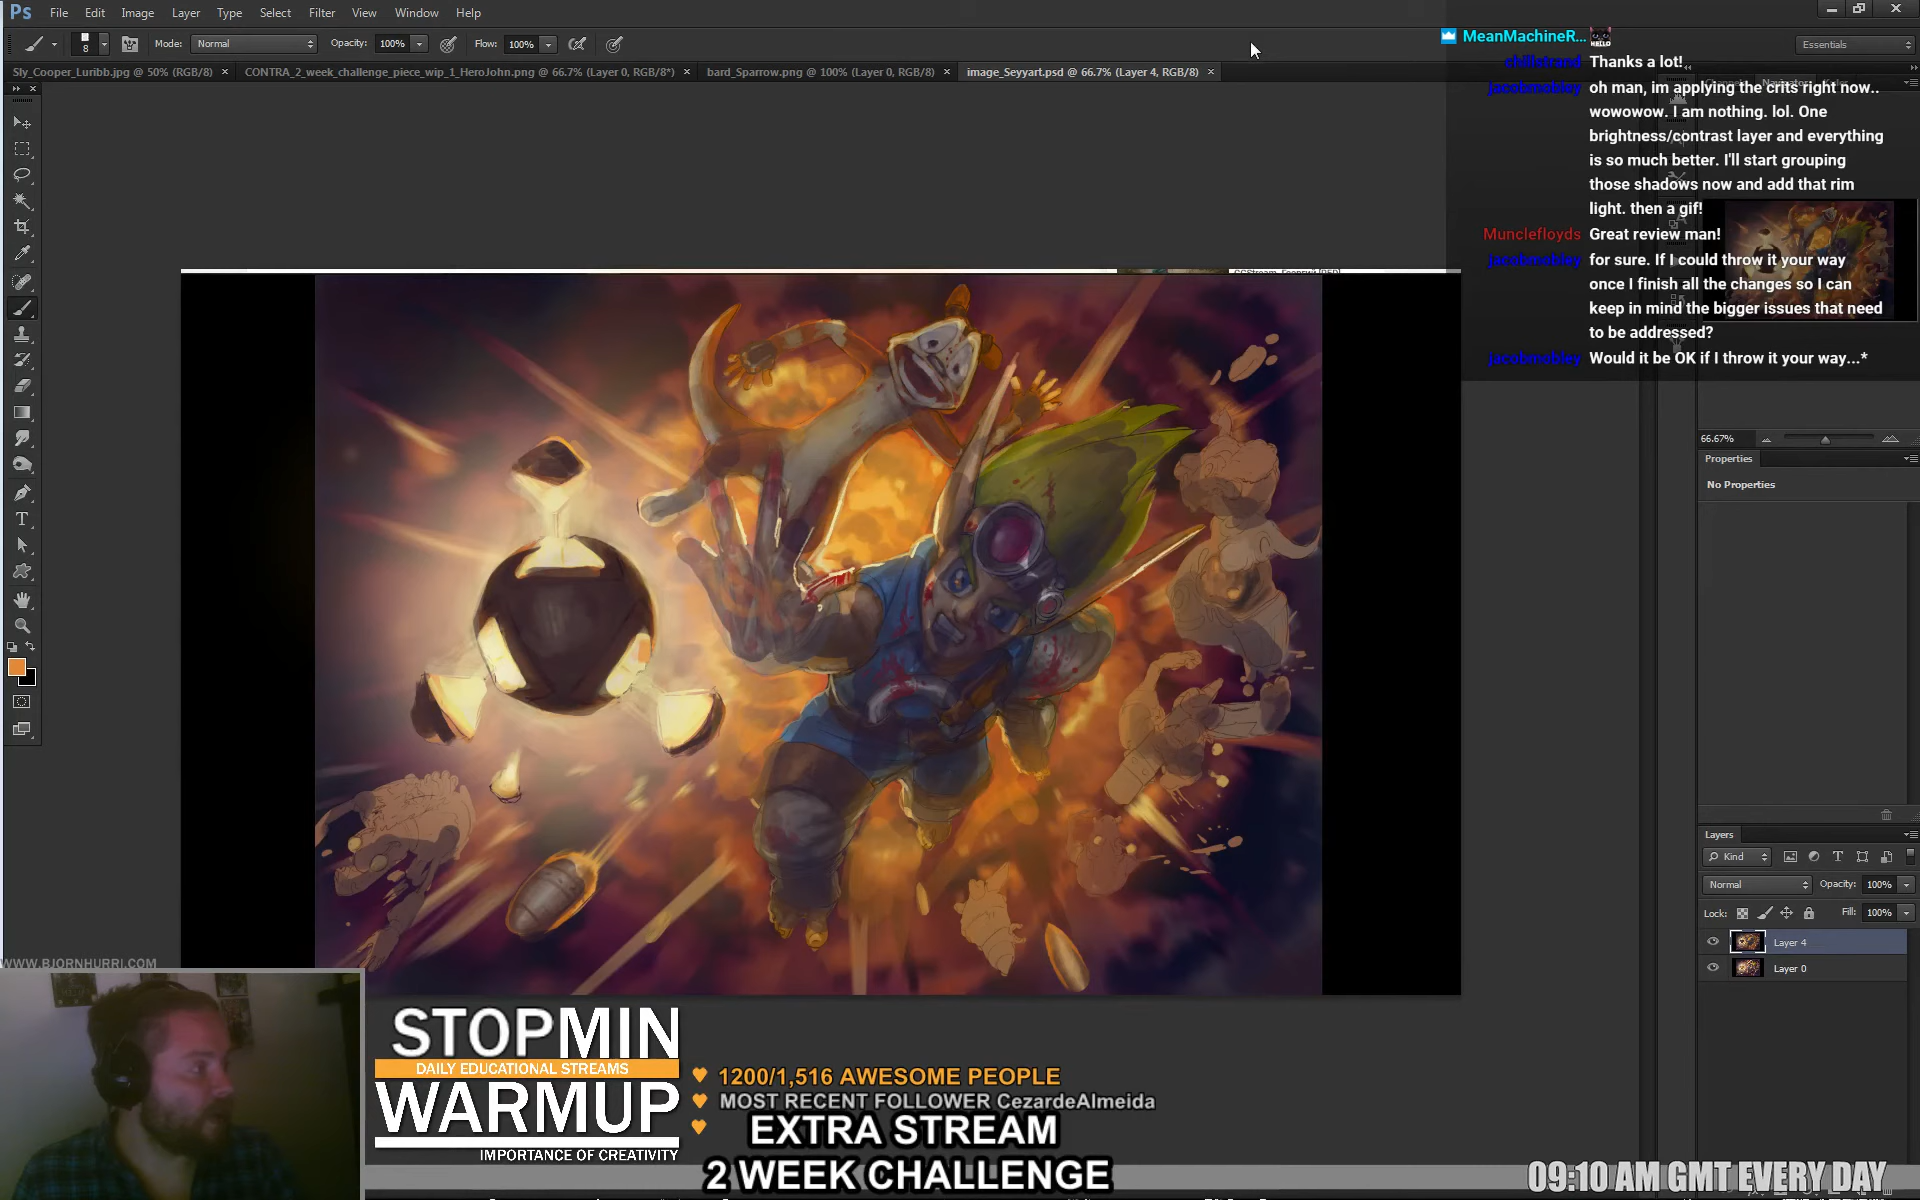 Ps File Edit Image Layer Type Select Filter View Window Help
8 Mode: Normal Opacity: 100% Flow: 100% Essentials
Sly_Cooper_Luribb.jpg @ 50% (RGB/8) × CONTRA_2_week_challenge_piece_wip_1_HeroJohn.png @ 66.7% (Layer 0, RGB/8*) × bard_Sparrow.png @ 100% (Layer 0, RGB/8) × image_Seyyart.psd @ 66.7% (Layer 4, RGB/8) ×
MeanMachineR... HELLO
chillstrand Thanks a lot!
jacobmobley oh man, im applying the crits right now..
wowowow. I am nothing. lol. One
brightness/contrast layer and everything
is so much better. I'll start grouping
those shadows now and add that rim
light. then a gif!
Munclefloyds Great review man!
jacobmobley for sure. If I could throw it your way
once I finish all the changes so I can
keep in mind the bigger issues that need
to be addressed?
jacobmobley Would it be OK if I throw it your way...*
66.67%
Properties
No Properties
Layers
Kind
Normal Opacity: 100%
Lock: Fill: 100%
Layer 4
Layer 0
WWW.BJORNHURRI.COM
STOPMIN
DAILY EDUCATIONAL STREAMS
WARMUP
IMPORTANCE OF CREATIVITY
1200/1,516 AWESOME PEOPLE
MOST RECENT FOLLOWER CezardeAlmeida
EXTRA STREAM
2 WEEK CHALLENGE
09:10 AM GMT EVERY DAY